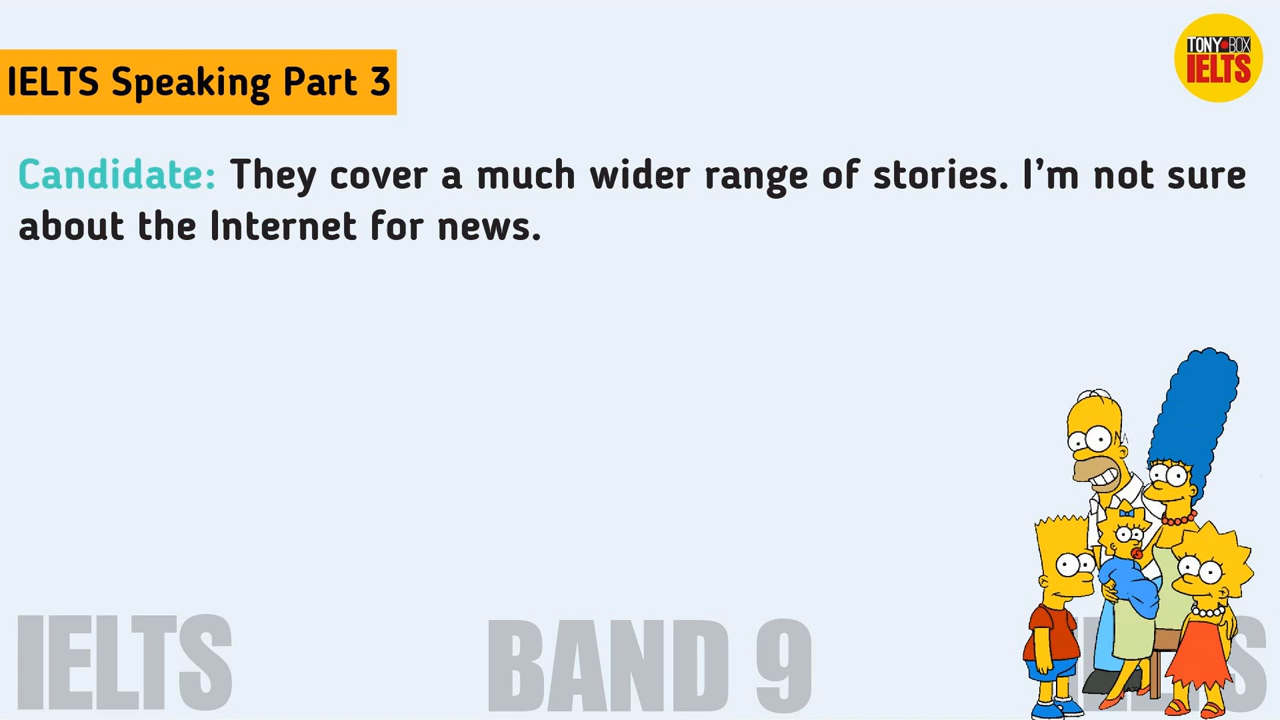 TONY BOX
IELTS
IELTS Speaking Part 3
Candidate: They cover a much wider range of stories. I'm not sure
about the Internet for news.
IELTS BAND 9